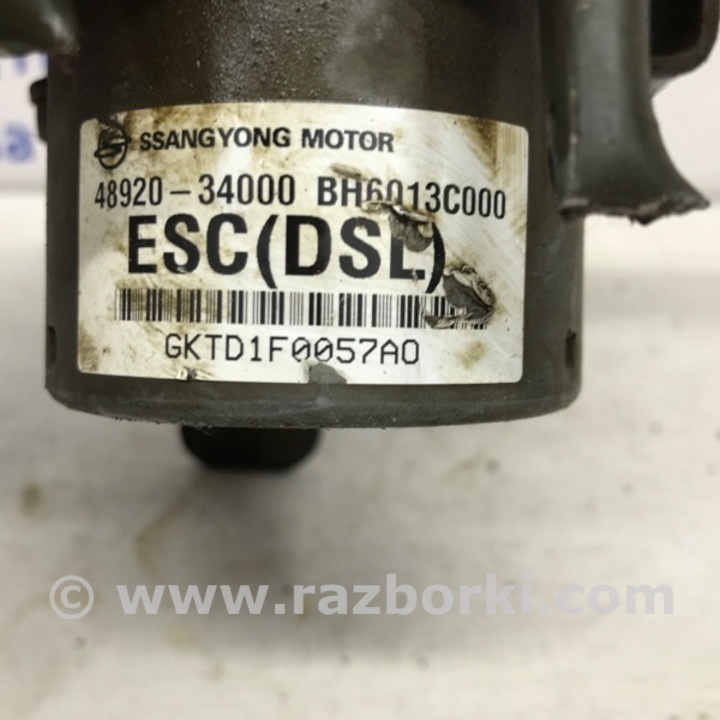 SSANGYONG MOTOR
48920-34000 BH6013C000
ESC(DSL)
GKTD1F0057A0
© www.razborki.com